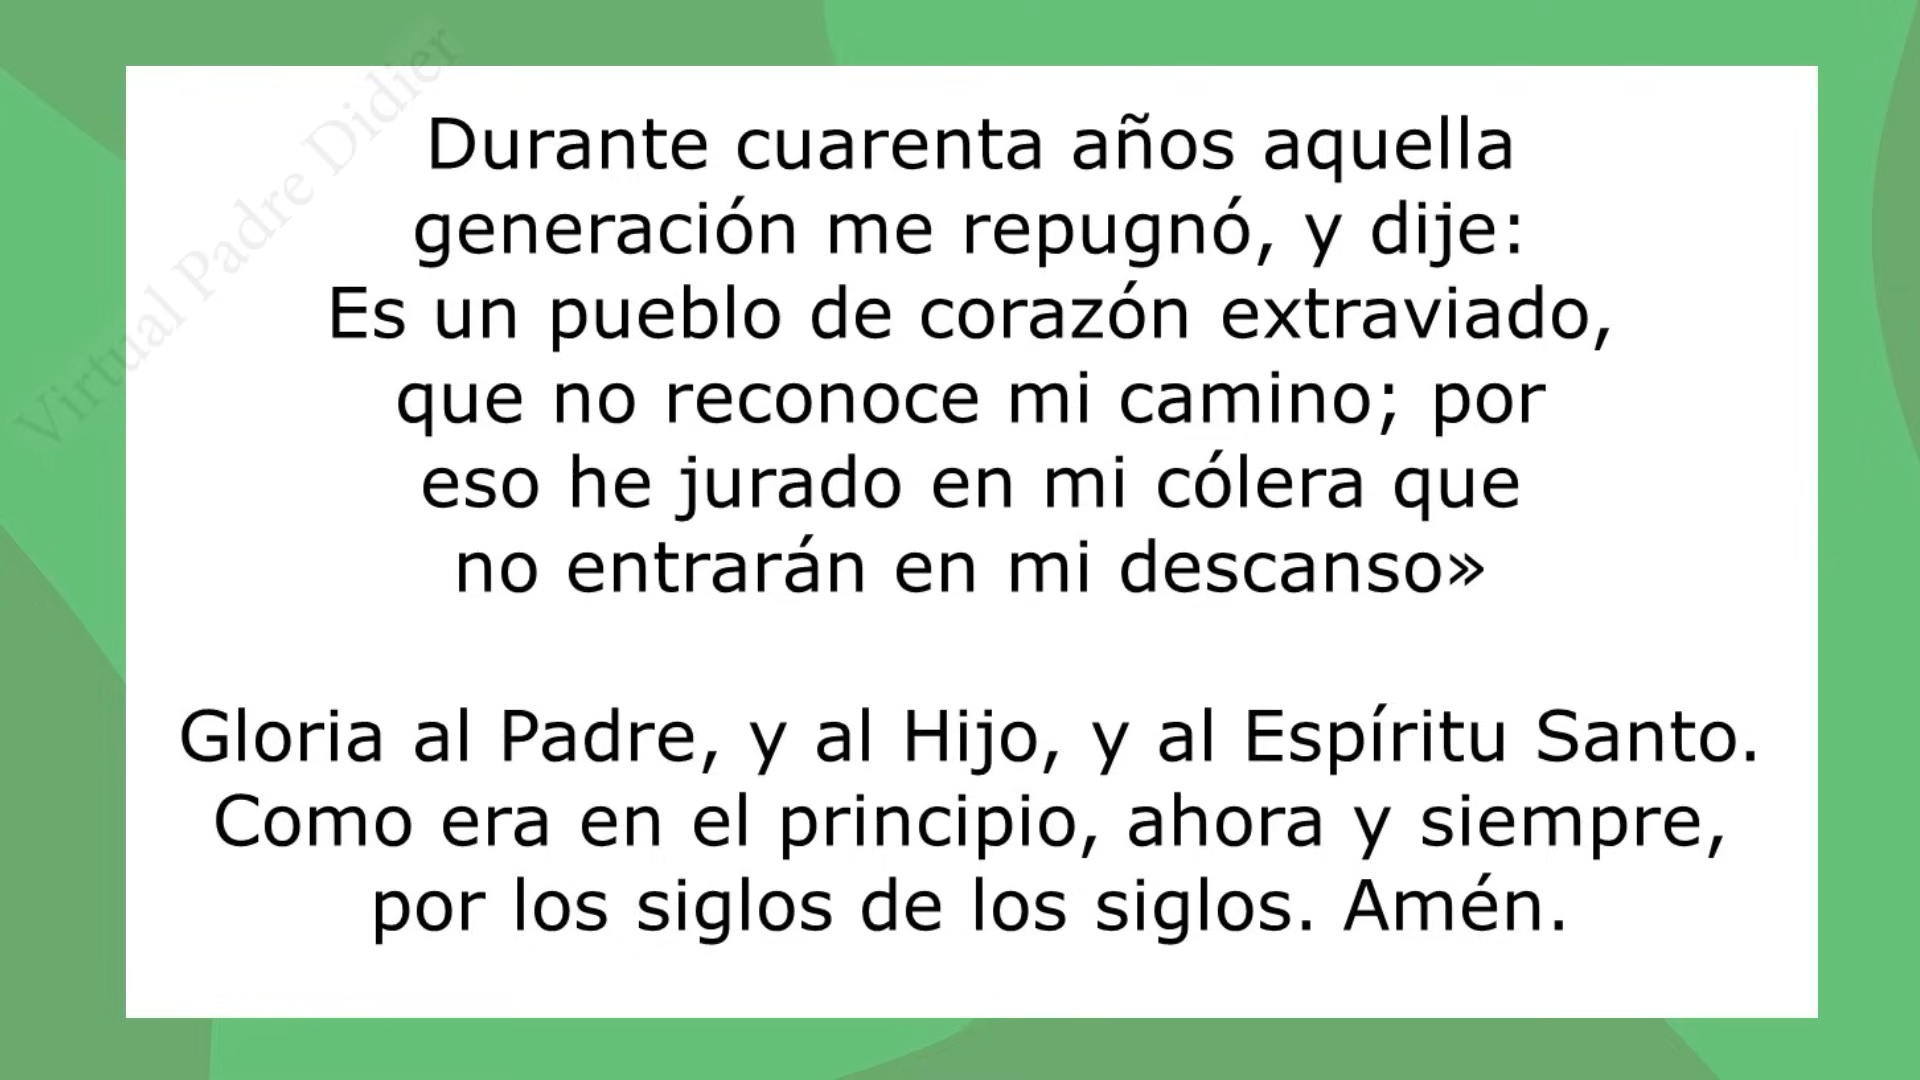 Virtual Padre Didier
Durante cuarenta años aquella
generación me repugnó, y dije:
Es un pueblo de corazón extraviado,
que no reconoce mi camino; por
eso he jurado en mi cólera que
no entrarán en mi descanso»
Gloria al Padre, y al Hijo, y al Espíritu Santo.
Como era en el principio, ahora y siempre,
por los siglos de los siglos. Amén.